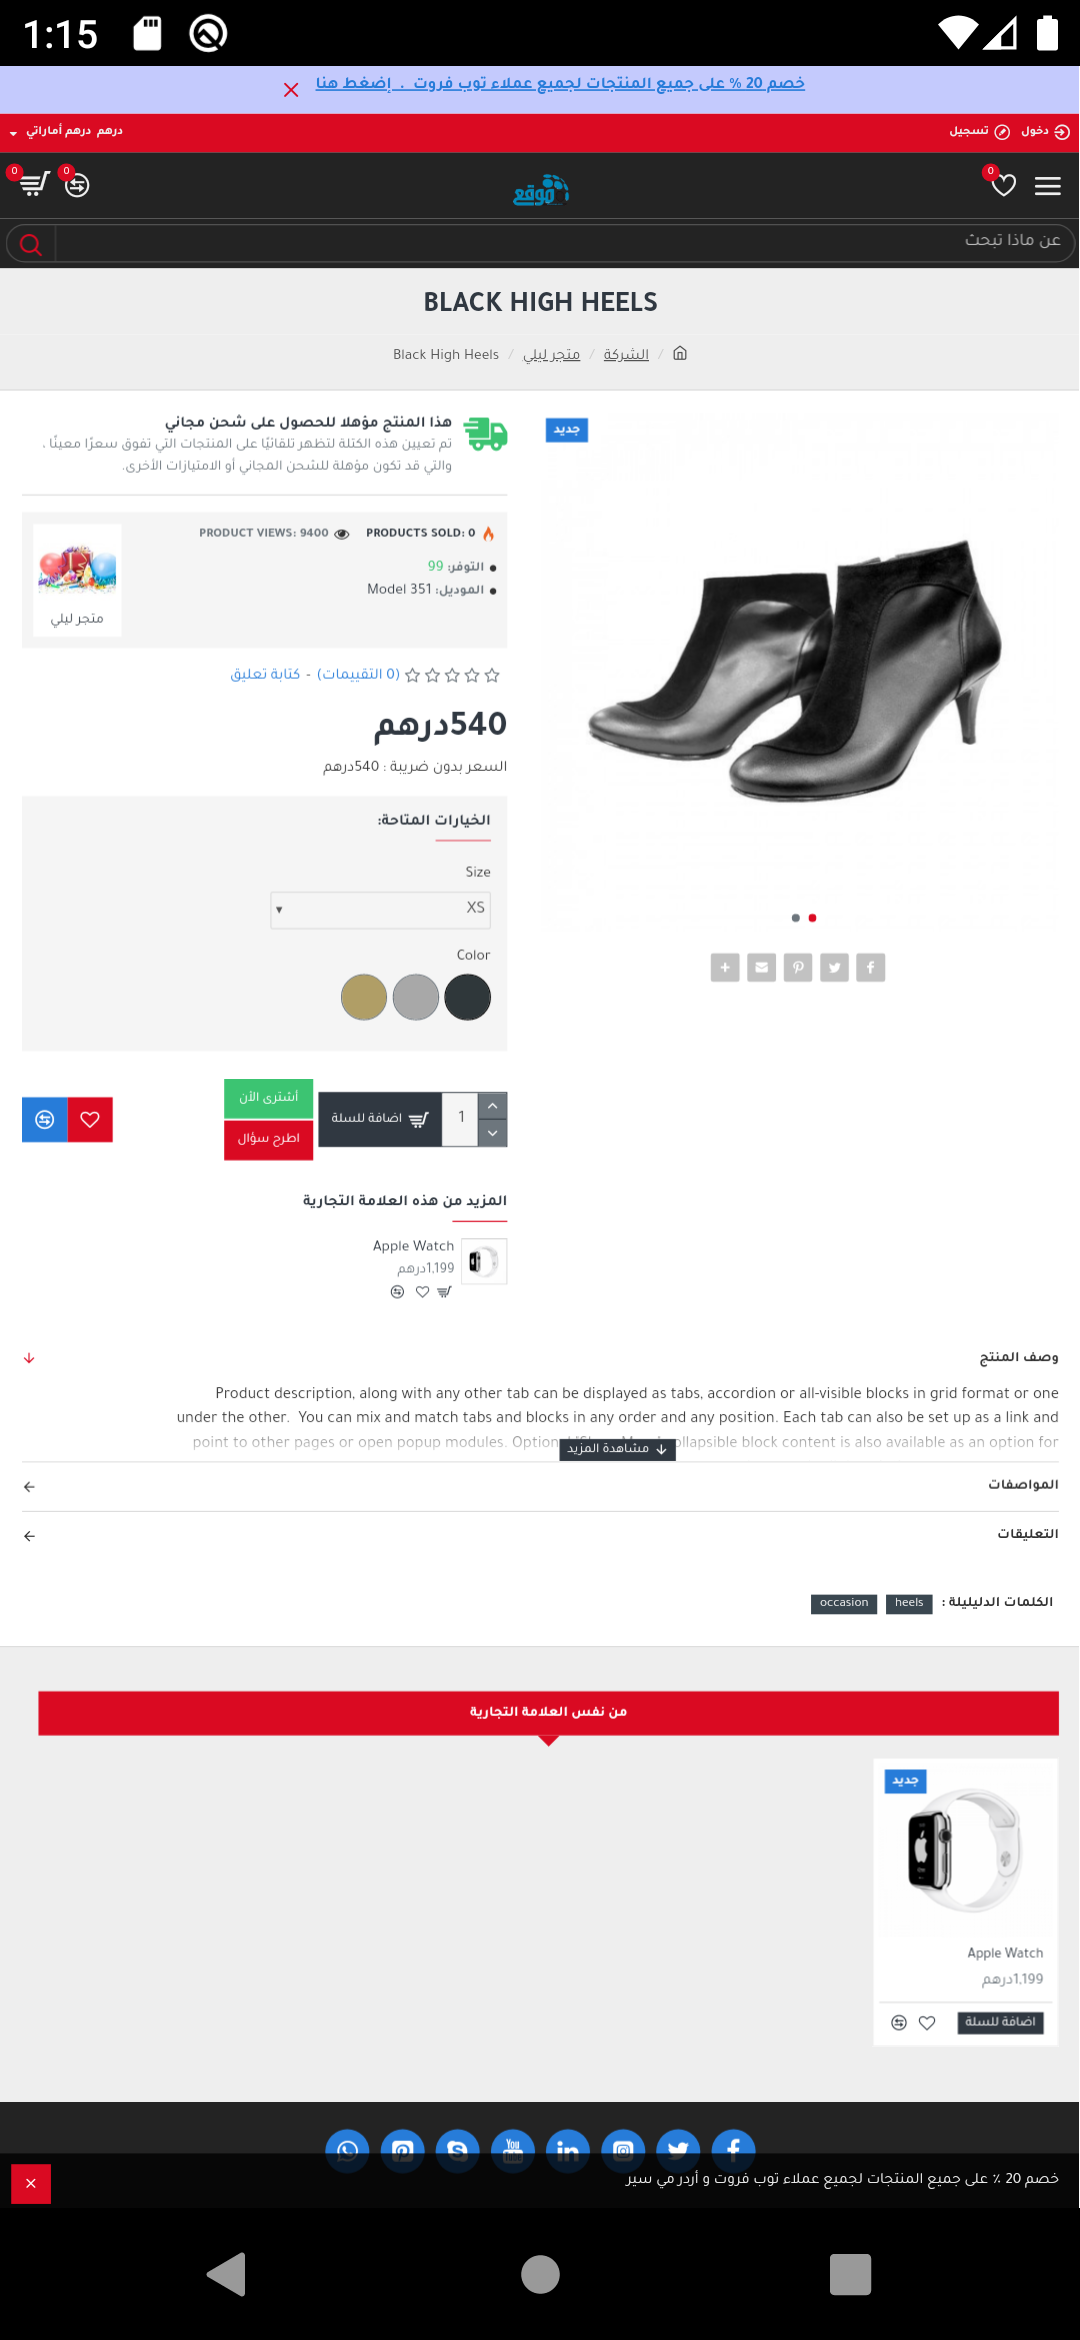 1:15
خصم 20 % على جميع المنتجات لجميع عملاء توب فروت . إضغط هنا
دخول تسجيل درهم درهم أماراتي
0 موقع 0 0
عن ماذا تبحث
BLACK HIGH HEELS
الشركة / متجر ليلي / Black High Heels
جديد
هذا المنتج مؤهلا للحصول على شحن مجاني
تم تعيين هذه الكتلة لتظهر تلقائيًا على المنتجات التي تفوق سعرًا معينًا ،
والتي قد تكون مؤهلة للشحن المجاني أو الامتيازات الأخرى.
PRODUCTS SOLD: 0 PRODUCT VIEWS: 9400
التوفر: 99
الموديل: Model 351
متجر ليلي
(0 التقييمات) - كتابة تعليق
540درهم
السعر بدون ضريبة : 540درهم
الخيارات المتاحة:
Size
XS
Color
1 اضافة للسلة
أشترى الأن
اطرح سؤال
المزيد من هذه العلامة التجارية
Apple Watch
1,199درهم
وصف المنتج
Product description, along with any other tab can be displayed as tabs, accordion or all-visible blocks in grid format or one
under the other. You can mix and match tabs and blocks in any order and any position. Each tab can also be set up as a link and
point to other pages or open popup modules. Option collapsible block content is also available as an option for
مشاهدة المزيد
المواصفات
التعليقات
الكلمات الدليليلة : heels occasion
من نفس العلامة التجارية
جديد
Apple Watch
1,199درهم
اضافة للسلة
خصم 20 ٪ على جميع المنتجات لجميع عملاء توب فروت و أردر مي سير